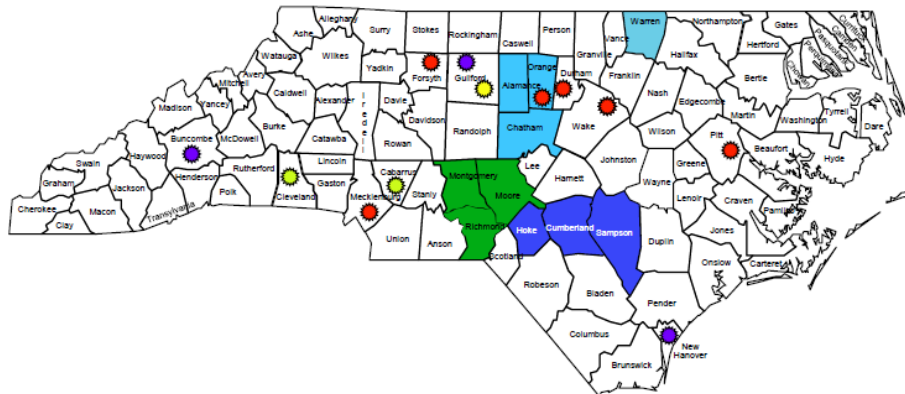 Alleghany
Ashe
Surry
Stokes
Rockingham
Caswell
Person
Granville
Vance
Warren
Northampton
Gates
Hertford
Currituck
Camden
Pasquotank
Perquimans
Chowan
Halifax
Watauga
Wilkes
Yadkin
Forsyth
Guilford
Alamance
Orange
Durham
Franklin
Nash
Bertie
Avery
Mitchell
Caldwell
Alexander
Iredell
Davie
Davidson
Randolph
Chatham
Wake
Edgecombe
Martin
Washington
Tyrrell
Dare
Madison
Yancey
Buncombe
McDowell
Burke
Catawba
Rowan
Wilson
Pitt
Beaufort
Hyde
Swain
Haywood
Graham
Jackson
Henderson
Rutherford
Polk
Cleveland
Lincoln
Gaston
Cabarrus
Mecklenburg
Stanly
Montgomery
Moore
Lee
Harnett
Johnston
Greene
Wayne
Lenoir
Craven
Pamlico
Cherokee
Clay
Macon
Transylvania
Union
Anson
Richmond
Scotland
Hoke
Cumberland
Sampson
Duplin
Jones
Onslow
Carteret
Robeson
Bladen
Pender
Columbus
Brunswick
New
Hanover